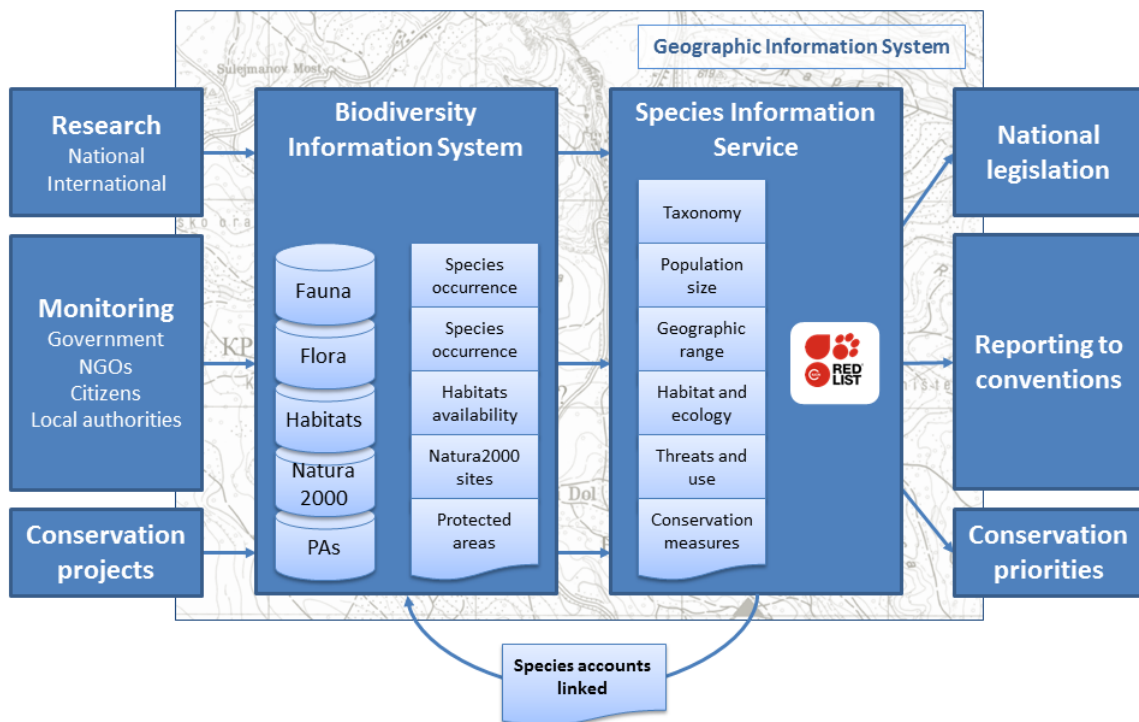 Geographic Information System
Sulejmanov Most
Research
National
International
Monitoring
Government
NGOs
Citizens
Local authorities
Conservation
projects
Biodiversity
Information System
Fauna
Flora
Habitats
Natura
2000
PAs
Species
occurrence
Species
occurrence
Habitats
availability
Natura2000
sites
Protected
areas
Species Information
Service
Taxonomy
Population
size
Geographic
range
Habitat and
ecology
Threats and
use
Conservation
measures
RED
LIST
National
legislation
Reporting to
conventions
Conservation
priorities
KP
Dol
Species accounts
linked